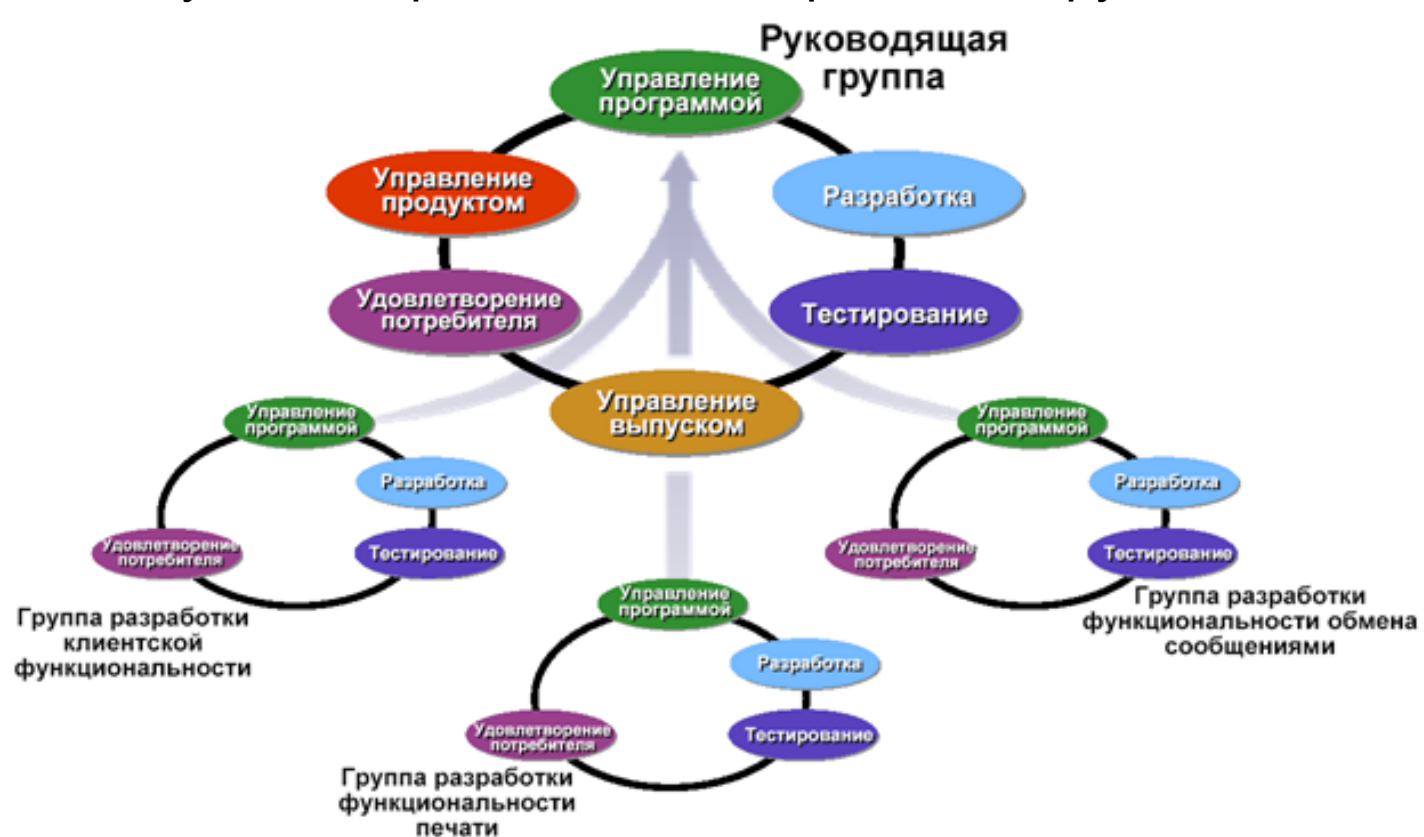 Руководящая
группа
Управление
программой
Управление
продуктом
Разработка
Удовлетворение
потребителя
Тестирование
Управление
выпуском
Управление
программой
Разработка
Удовлетворение
потребителя
Тестирование
Группа разработки
клиентской
функциональности
Управление
программой
Разработка
Удовлетворение
потребителя
Тестирование
Группа разработки
функциональности обмена
сообщениями
Управление
программой
Разработка
Удовлетворение
потребителя
Тестирование
Группа разработки
функциональности
печати